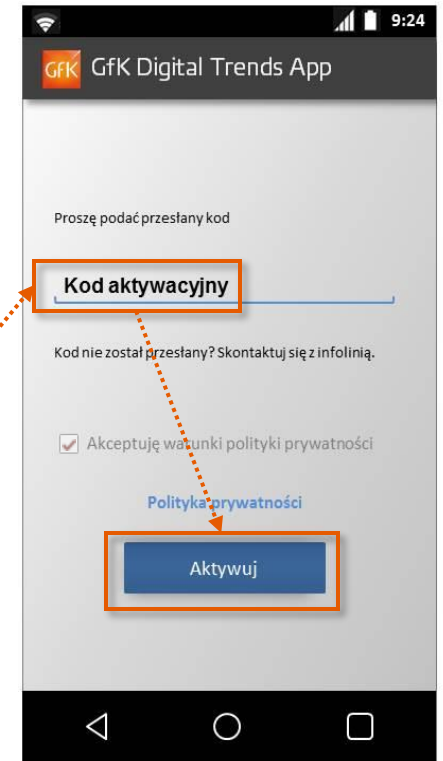 9:24
GfK GfK Digital Trends App
Proszę podać przesłany kod
Kod aktywacyjny
Kod nie został przesłany? Skontaktuj się z infolinią.
Akceptuję warunki polityki prywatności
Polityka prywatności
Aktywuj